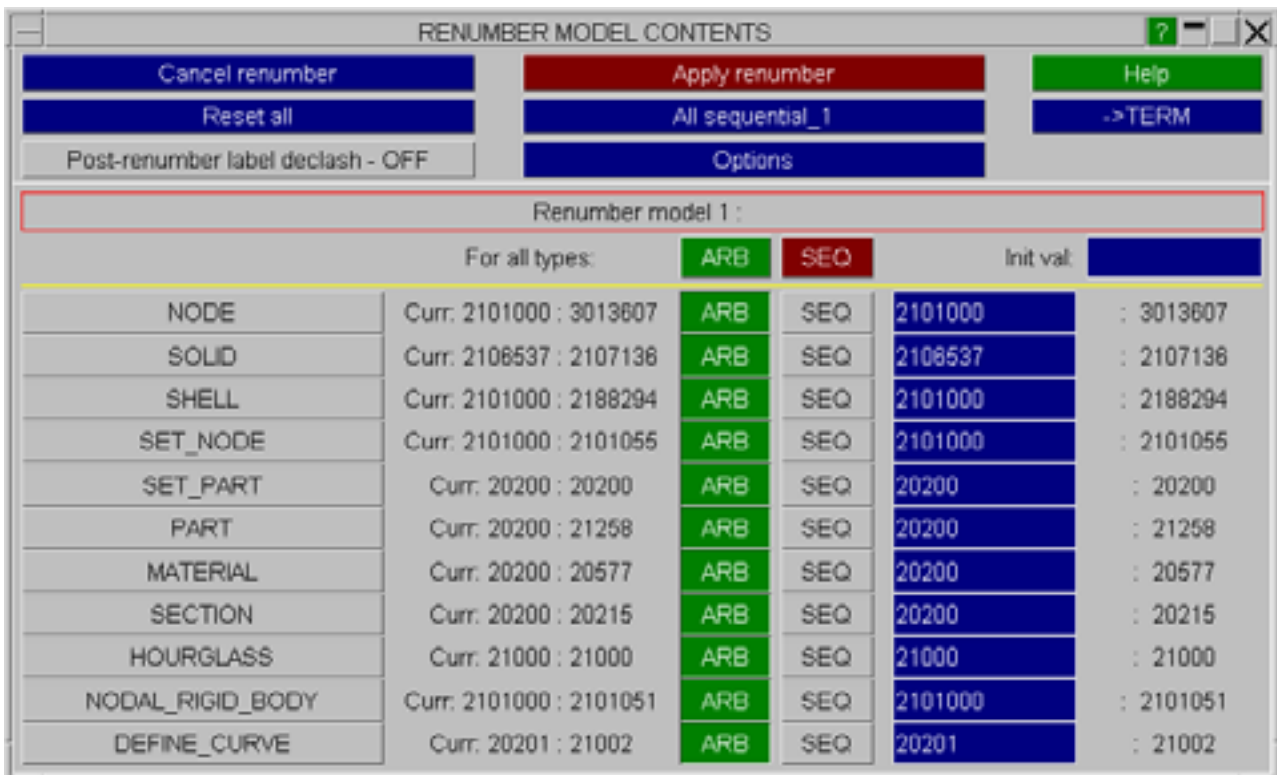 RENUMBER MODEL CONTENTS ?
Cancel renumber Apply renumber Help
Reset all All sequential_1 ->TERM
Post-renumber label declash - OFF Options
Renumber model 1 :
For all types: ARB SEQ Init val:
NODE Curr: 2101000 : 3013607 ARB SEQ 2101000 : 3013607
SOLID Curr: 2106537 : 2107136 ARB SEQ 2106537 : 2107136
SHELL Curr: 2101000 : 2188294 ARB SEQ 2101000 : 2188294
SET_NODE Curr: 2101000 : 2101055 ARB SEQ 2101000 : 2101055
SET_PART Curr: 20200 : 20200 ARB SEQ 20200 : 20200
PART Curr: 20200 : 21258 ARB SEQ 20200 : 21258
MATERIAL Curr: 20200 : 20577 ARB SEQ 20200 : 20577
SECTION Curr: 20200 : 20215 ARB SEQ 20200 : 20215
HOURGLASS Curr: 21000 : 21000 ARB SEQ 21000 : 21000
NODAL_RIGID_BODY Curr: 2101000 : 2101051 ARB SEQ 2101000 : 2101051
DEFINE_CURVE Curr: 20201 : 21002 ARB SEQ 20201 : 21002